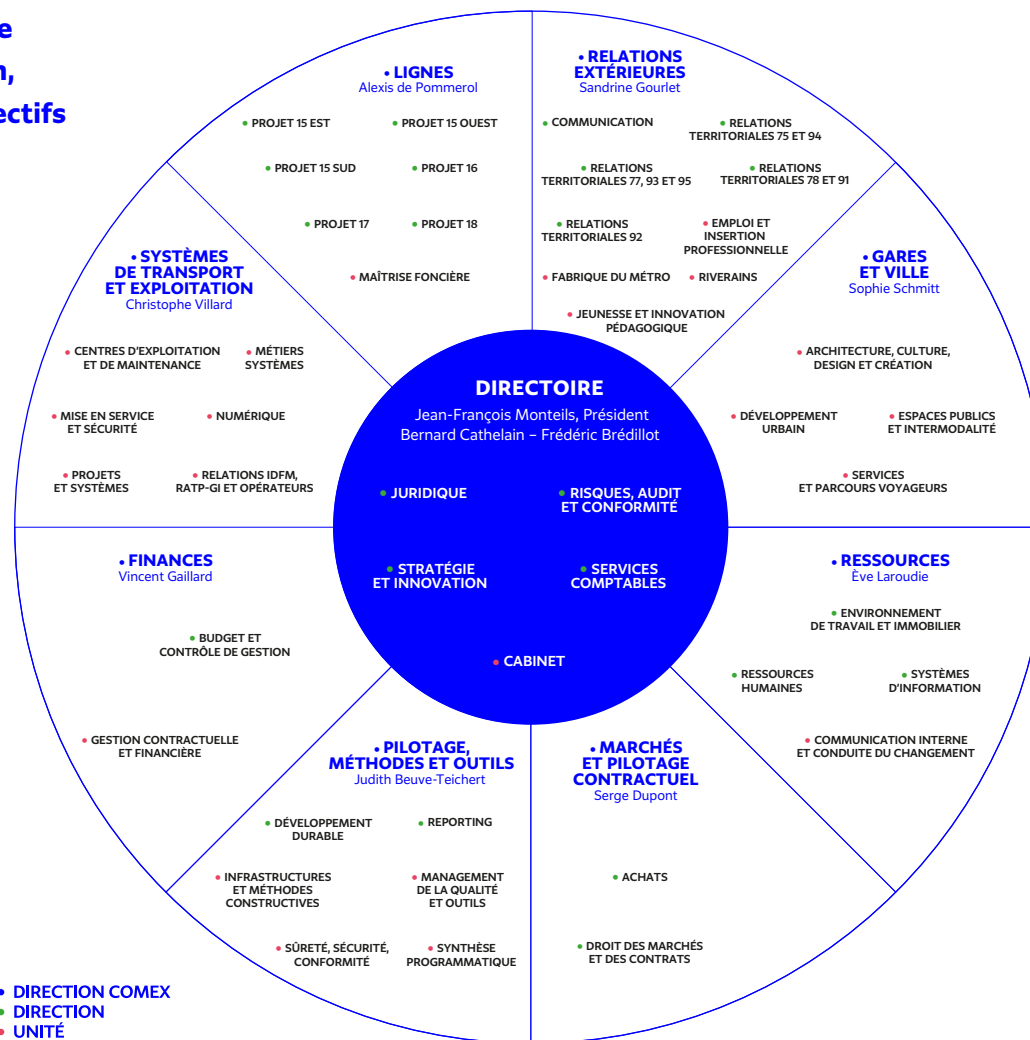 e
n,
ectifs
• LIGNES
Alexis de Pommerol
• PROJET 15 EST
• PROJET 15 OUEST
• PROJET 15 SUD
• PROJET 16
• PROJET 17
• PROJET 18
• MAÎTRISE FONCIÈRE
• RELATIONS
EXTÉRIEURES
Sandrine Gourlet
• COMMUNICATION
• RELATIONS
TERRITORIALES 75 ET 94
• RELATIONS
TERRITORIALES 77, 93 ET 95
• RELATIONS
TERRITORIALES 78 ET 91
• RELATIONS
TERRITORIALES 92
• EMPLOI ET
INSERTION
PROFESSIONNELLE
• FABRIQUE DU MÉTRO
• RIVERAINS
• JEUNESSE ET INNOVATION
PÉDAGOGIQUE
• SYSTÈMES
DE TRANSPORT
ET EXPLOITATION
Christophe Villard
• CENTRES D'EXPLOITATION
ET DE MAINTENANCE
• MÉTIERS
SYSTÈMES
• MISE EN SERVICE
ET SÉCURITÉ
• NUMÉRIQUE
• PROJETS
ET SYSTÈMES
• RELATIONS IDFM,
RATP-GI ET OPÉRATEURS
• GARES
ET VILLE
Sophie Schmitt
• ARCHITECTURE, CULTURE,
DESIGN ET CRÉATION
• DÉVELOPPEMENT
URBAIN
• ESPACES PUBLICS
ET INTERMODALITÉ
• SERVICES
ET PARCOURS VOYAGEURS
DIRECTOIRE
Jean-François Monteils, Président
Bernard Cathelain – Frédéric Brédillot
• JURIDIQUE
• RISQUES, AUDIT
ET CONFORMITÉ
• STRATÉGIE
ET INNOVATION
• SERVICES
COMPTABLES
• CABINET
• FINANCES
Vincent Gaillard
• BUDGET ET
CONTRÔLE DE GESTION
• GESTION CONTRACTUELLE
ET FINANCIÈRE
• RESSOURCES
Ève Laroudie
• ENVIRONNEMENT
DE TRAVAIL ET IMMOBILIER
• RESSOURCES
HUMAINES
• SYSTÈMES
D'INFORMATION
• COMMUNICATION INTERNE
ET CONDUITE DU CHANGEMENT
• PILOTAGE,
MÉTHODES ET OUTILS
Judith Beuve-Teichert
• DÉVELOPPEMENT
DURABLE
• REPORTING
• INFRASTRUCTURES
ET MÉTHODES
CONSTRUCTIVES
• MANAGEMENT
DE LA QUALITÉ
ET OUTILS
• SÛRETÉ, SÉCURITÉ,
CONFORMITÉ
• SYNTHÈSE
PROGRAMMATIQUE
• MARCHÉS
ET PILOTAGE
CONTRACTUEL
Serge Dupont
• ACHATS
• DROIT DES MARCHÉS
ET DES CONTRATS
• DIRECTION COMEX
• DIRECTION
• UNITÉ